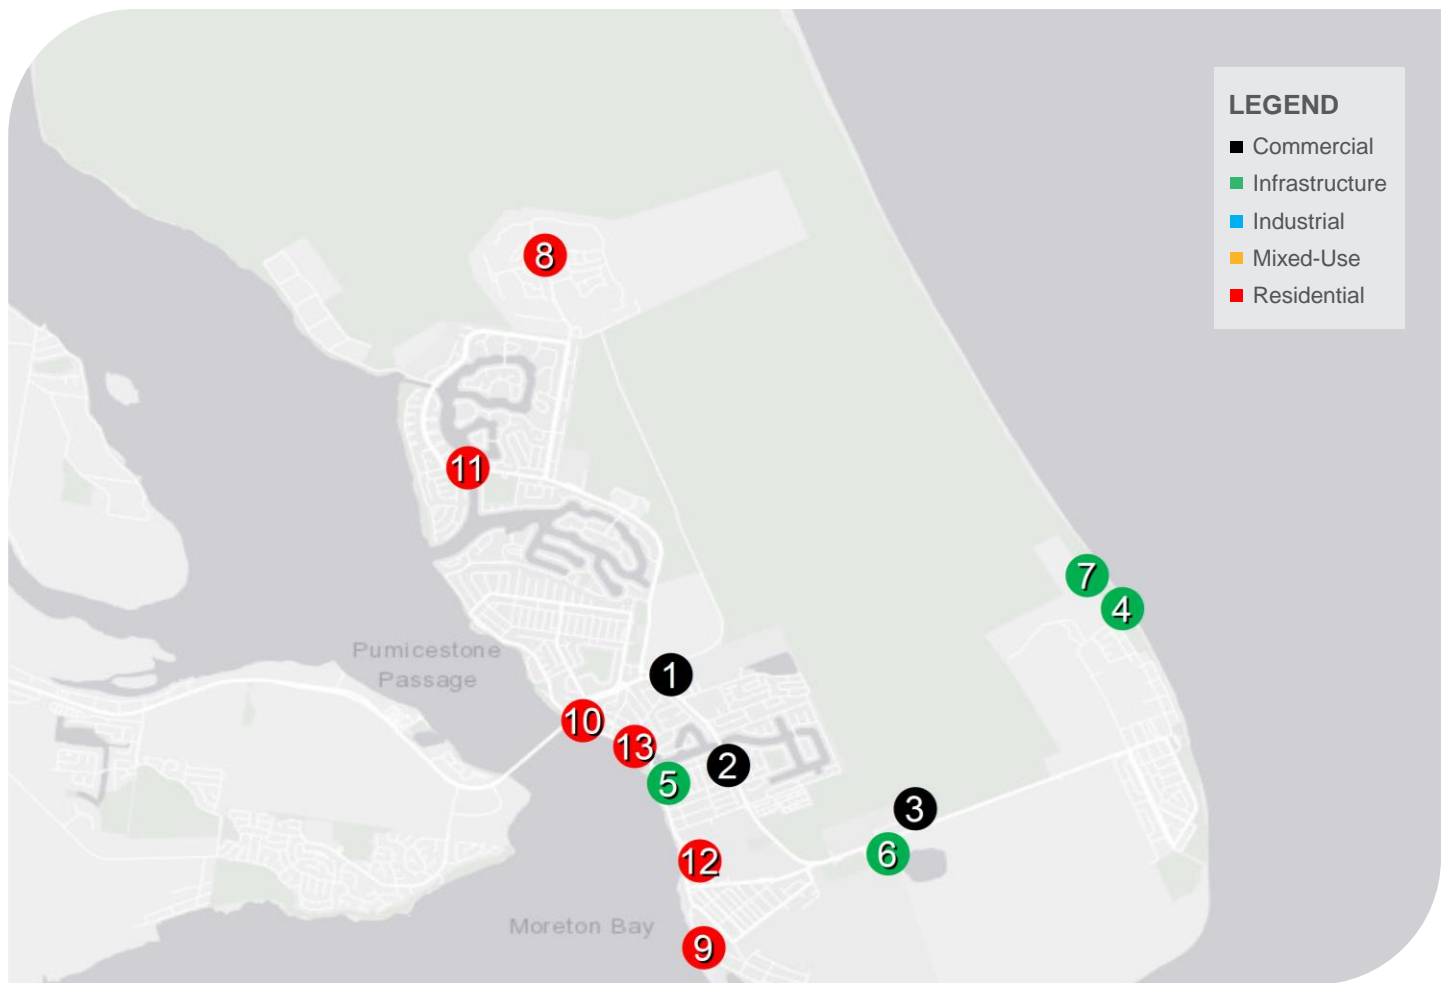 LEGEND
Commercial
Infrastructure
Industrial
Mixed-Use
Residential
8
11
7
4
Pumicestone
Passage
1
10
13
2
5
3
6
12
Moreton Bay
9